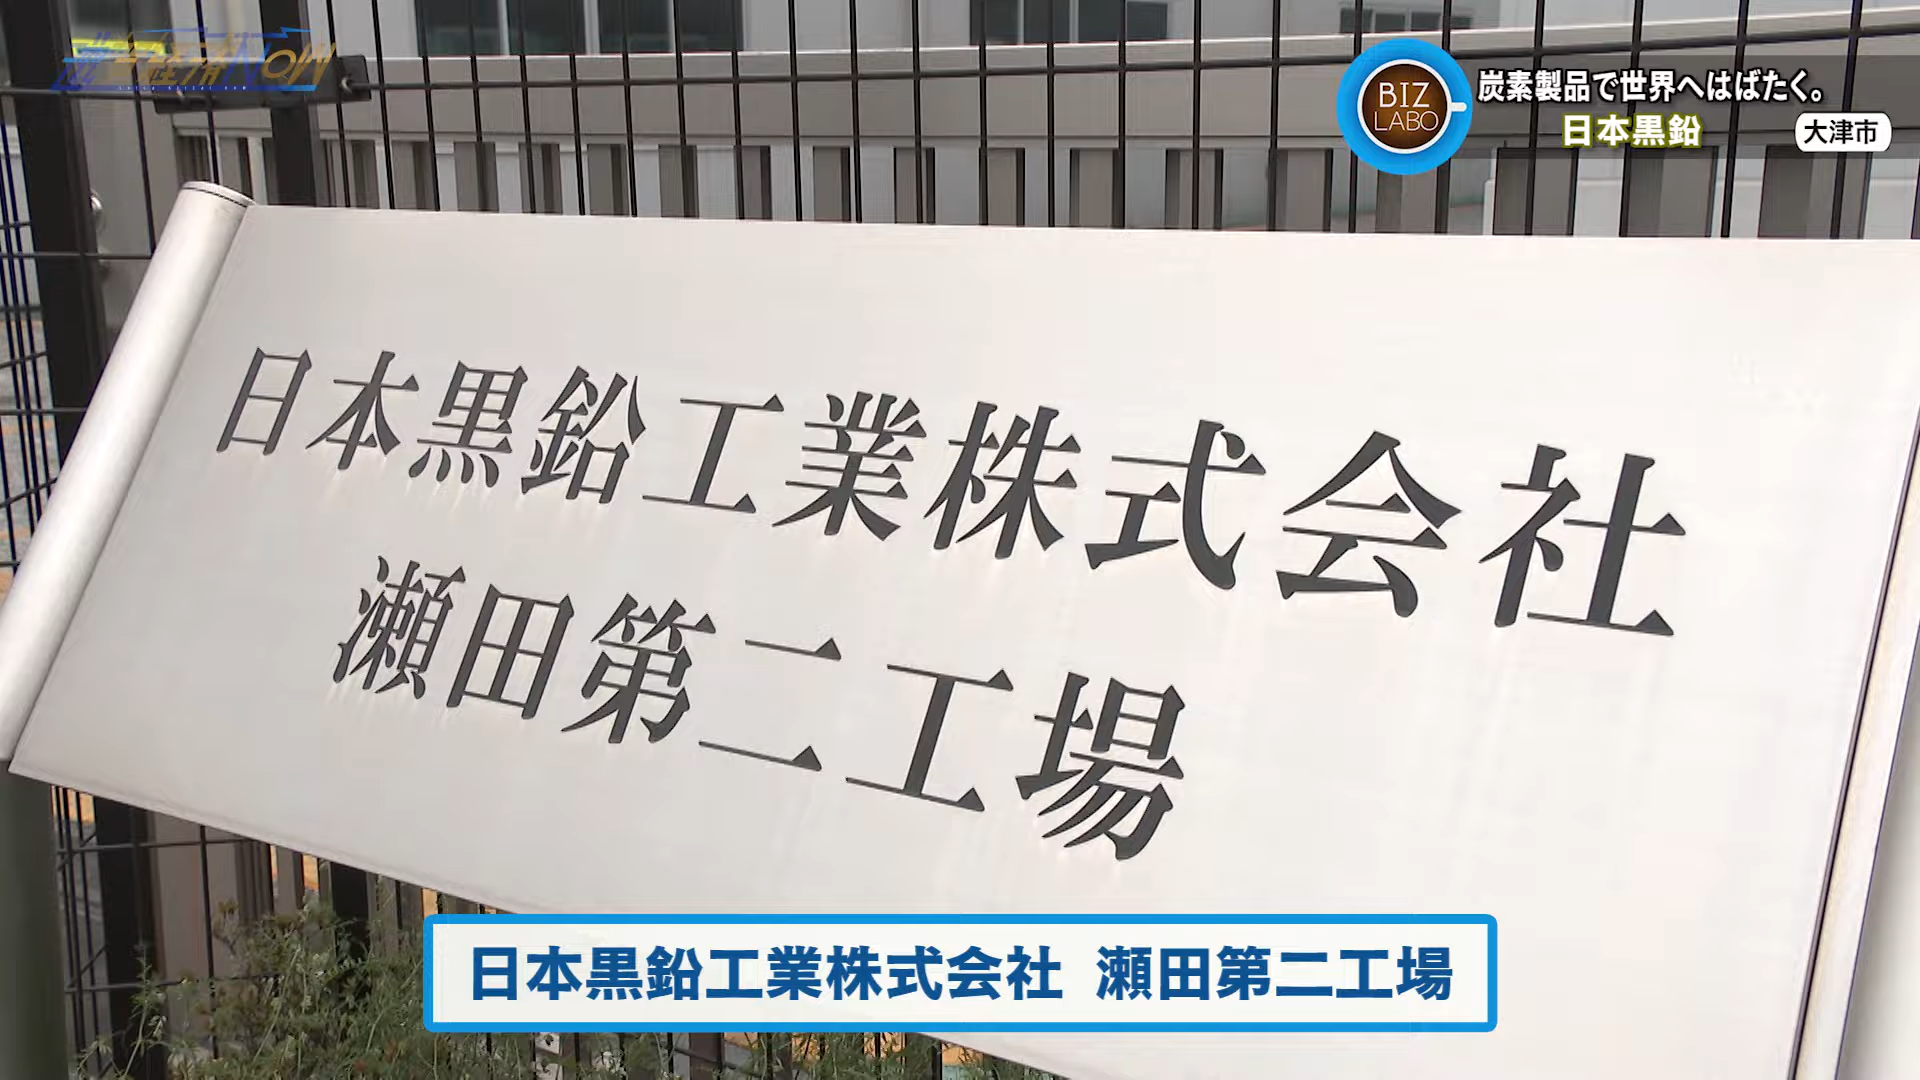 BIZ
LABO
炭素製品で世界へはばたく。
日本黒鉛
大津市
日本黒鉛工業株式会社
瀬田第二工場
日本黒鉛工業株式会社 瀬田第二工場